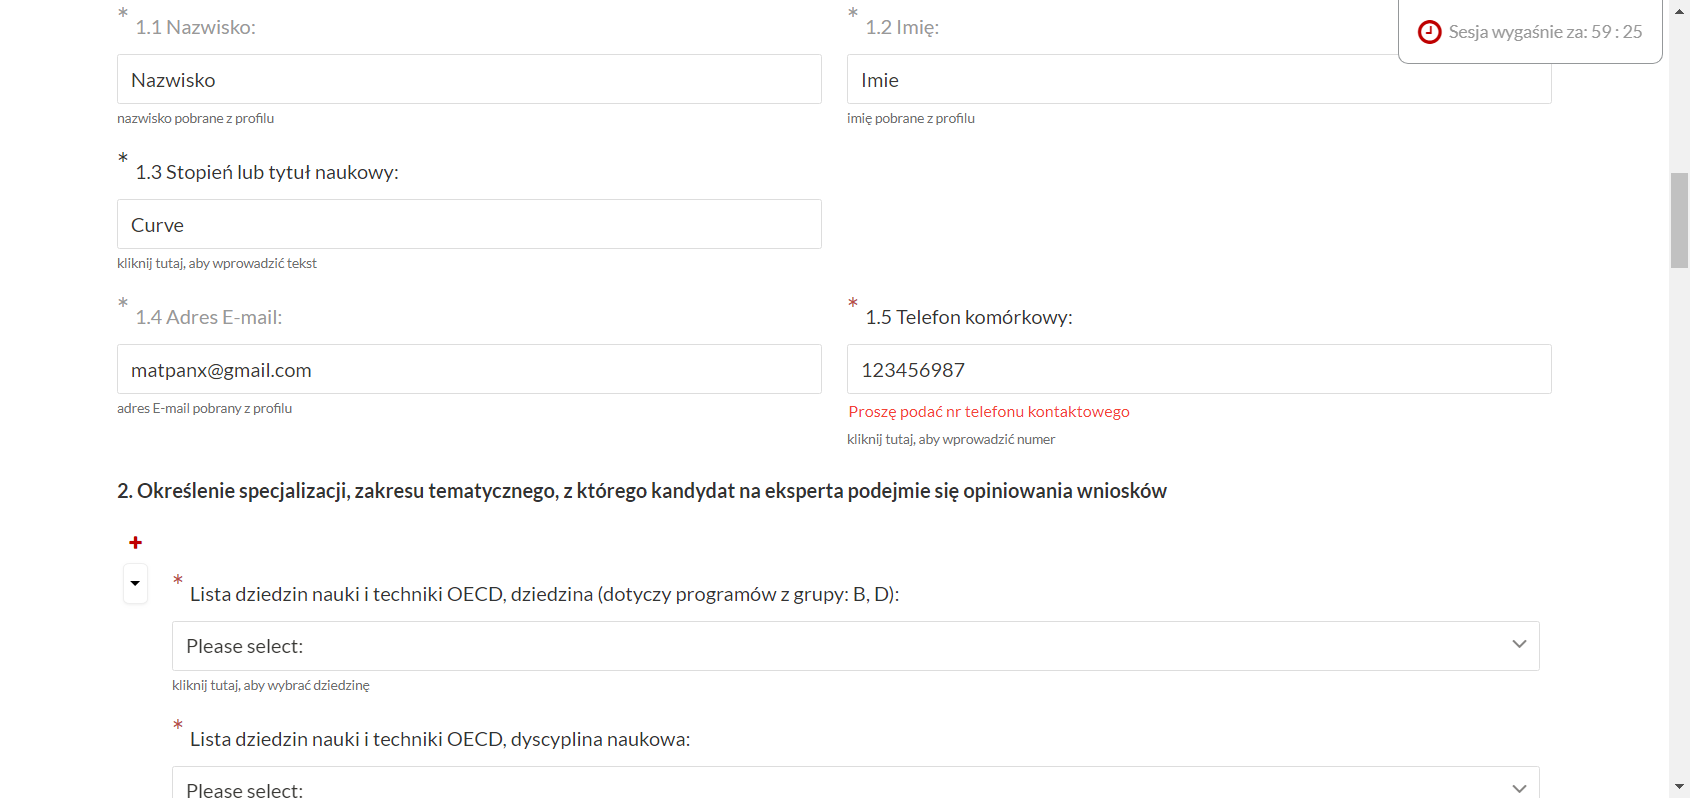 * 1.1 Nazwisko:
* 1.2 Imię:
Sesja wygaśnie za: 59 : 25
Nazwisko
Imie
nazwisko pobrane z profilu
imię pobrane z profilu
* 1.3 Stopień lub tytuł naukowy:
Curve
kliknij tutaj, aby wprowadzić tekst
* 1.4 Adres E-mail:
* 1.5 Telefon komórkowy:
matpanx@gmail.com
123456987
adres E-mail pobrany z profilu
Proszę podać nr telefonu kontaktowego
kliknij tutaj, aby wprowadzić numer
2. Określenie specjalizacji, zakresu tematycznego, z którego kandydat na eksperta podejmie się opiniowania wniosków
+
* Lista dziedzin nauki i techniki OECD, dziedzina (dotyczy programów z grupy: B, D):
Please select:
kliknij tutaj, aby wybrać dziedzinę
* Lista dziedzin nauki i techniki OECD, dyscyplina naukowa:
Please select: